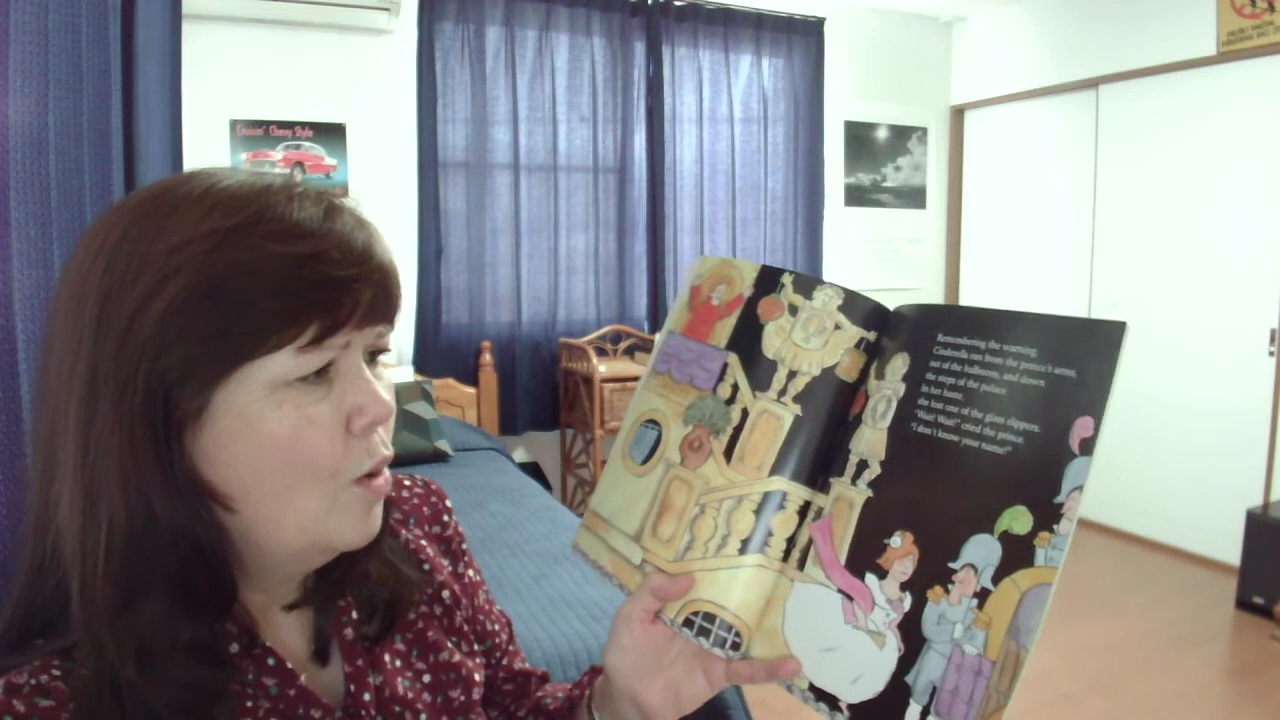 Cruisin' Chevy Style
Remembering the warning,
Cinderella ran from the prince's arms,
out of the ballroom, and down
the steps of the palace.
In her haste,
she lost one of the glass slippers.
"Wait! Wait!" cried the prince.
"I don't know your name!"